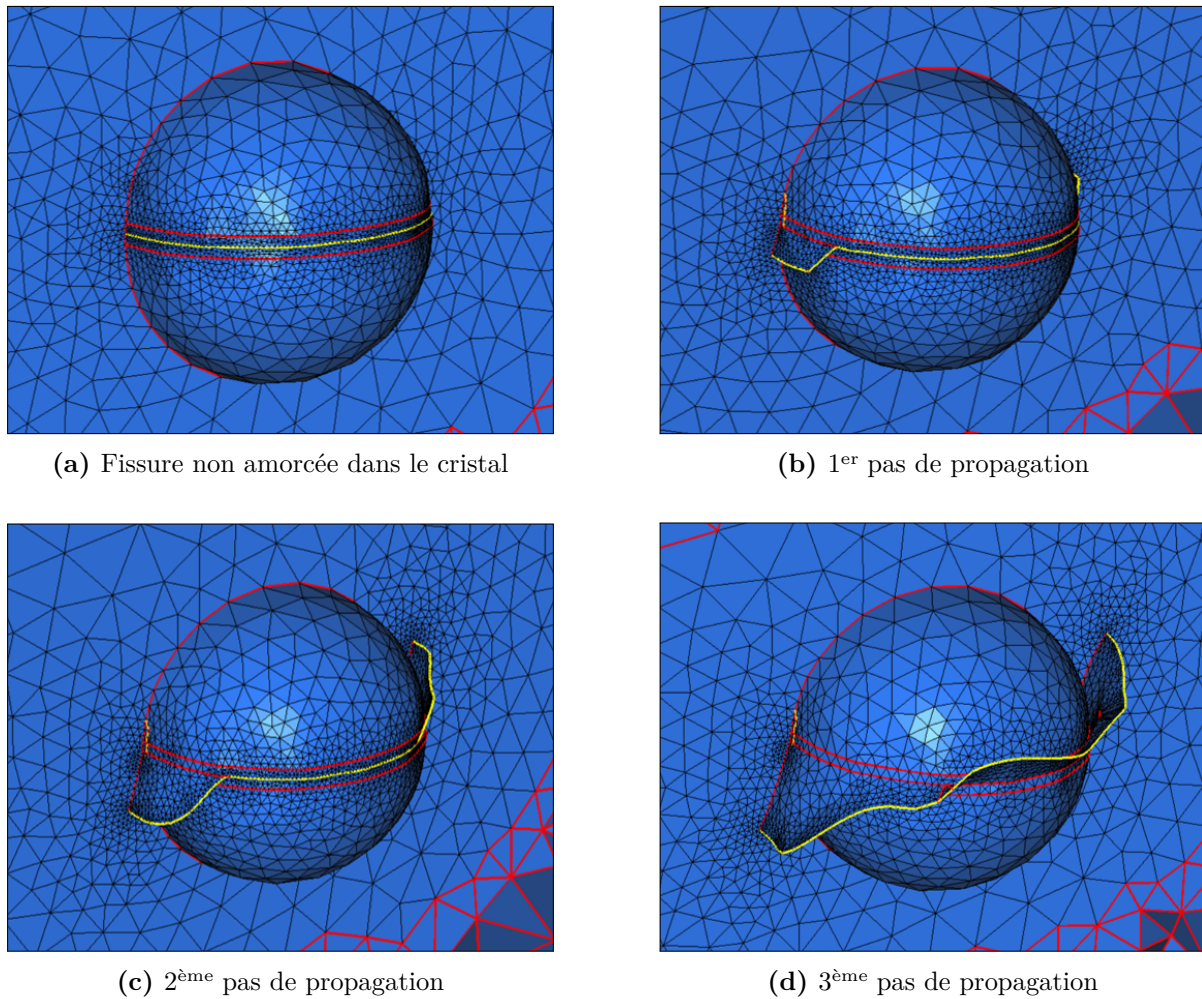 (a) Fissure non amorcée dans le cristal
(b) 1er pas de propagation
(c) 2ème pas de propagation
(d) 3ème pas de propagation